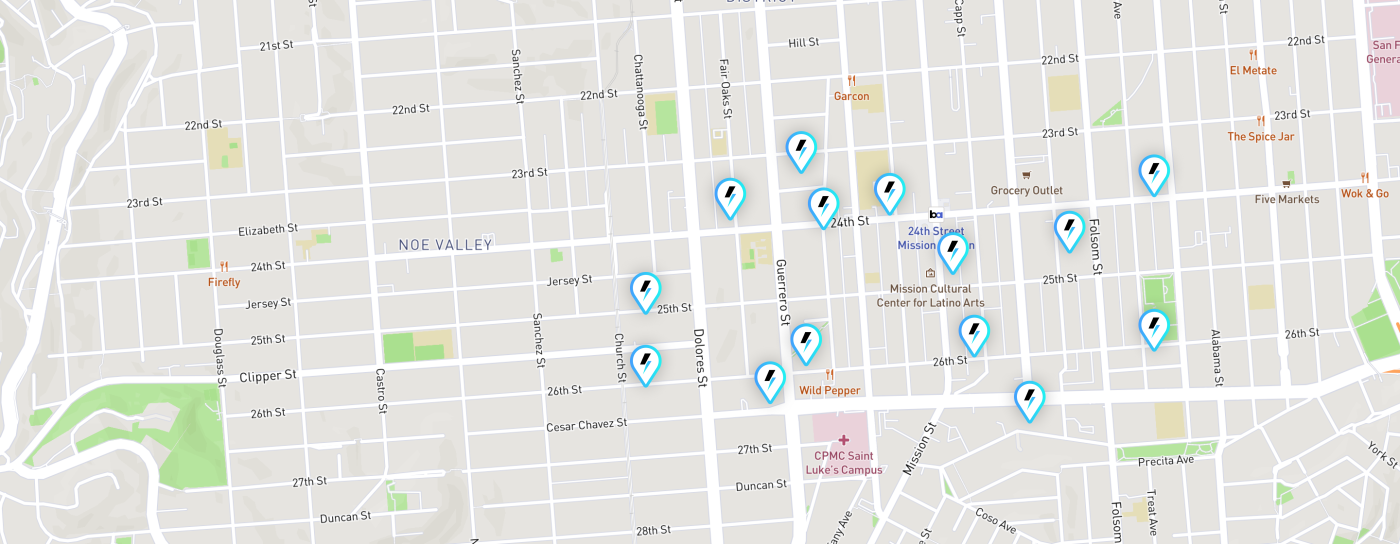 21st St
Hill St
Capp St
Ave
22nd St
22nd St
El Metate
San F
Genera
Sanchez St
Chattanooga St
Fair Oaks St
Garcon
22nd St
22nd St
22nd St
23rd St
The Spice Jar
23rd St
23rd St
23rd St
Grocery Outlet
Five Markets
Wok & Go
Elizabeth St
NOE VALLEY
24th St
24th Street
Mission
24th St
Firefly
Jersey St
Jersey St
25th St
25th St
25th St
Folsom St
Guerrero St
Mission Cultural
Center for Latino Arts
Douglass St
Sanchez St
Church St
Dolores St
Clipper St
Castro St
26th St
26th St
26th St
26th St
Alabama St
Wild Pepper
Cesar Chavez St
27th St
27th St
CPMC Saint
Luke's Campus
Mission St
Precita Ave
York St
Duncan St
Duncan St
28th St
Coso Ave
Folsom
Treat Ave